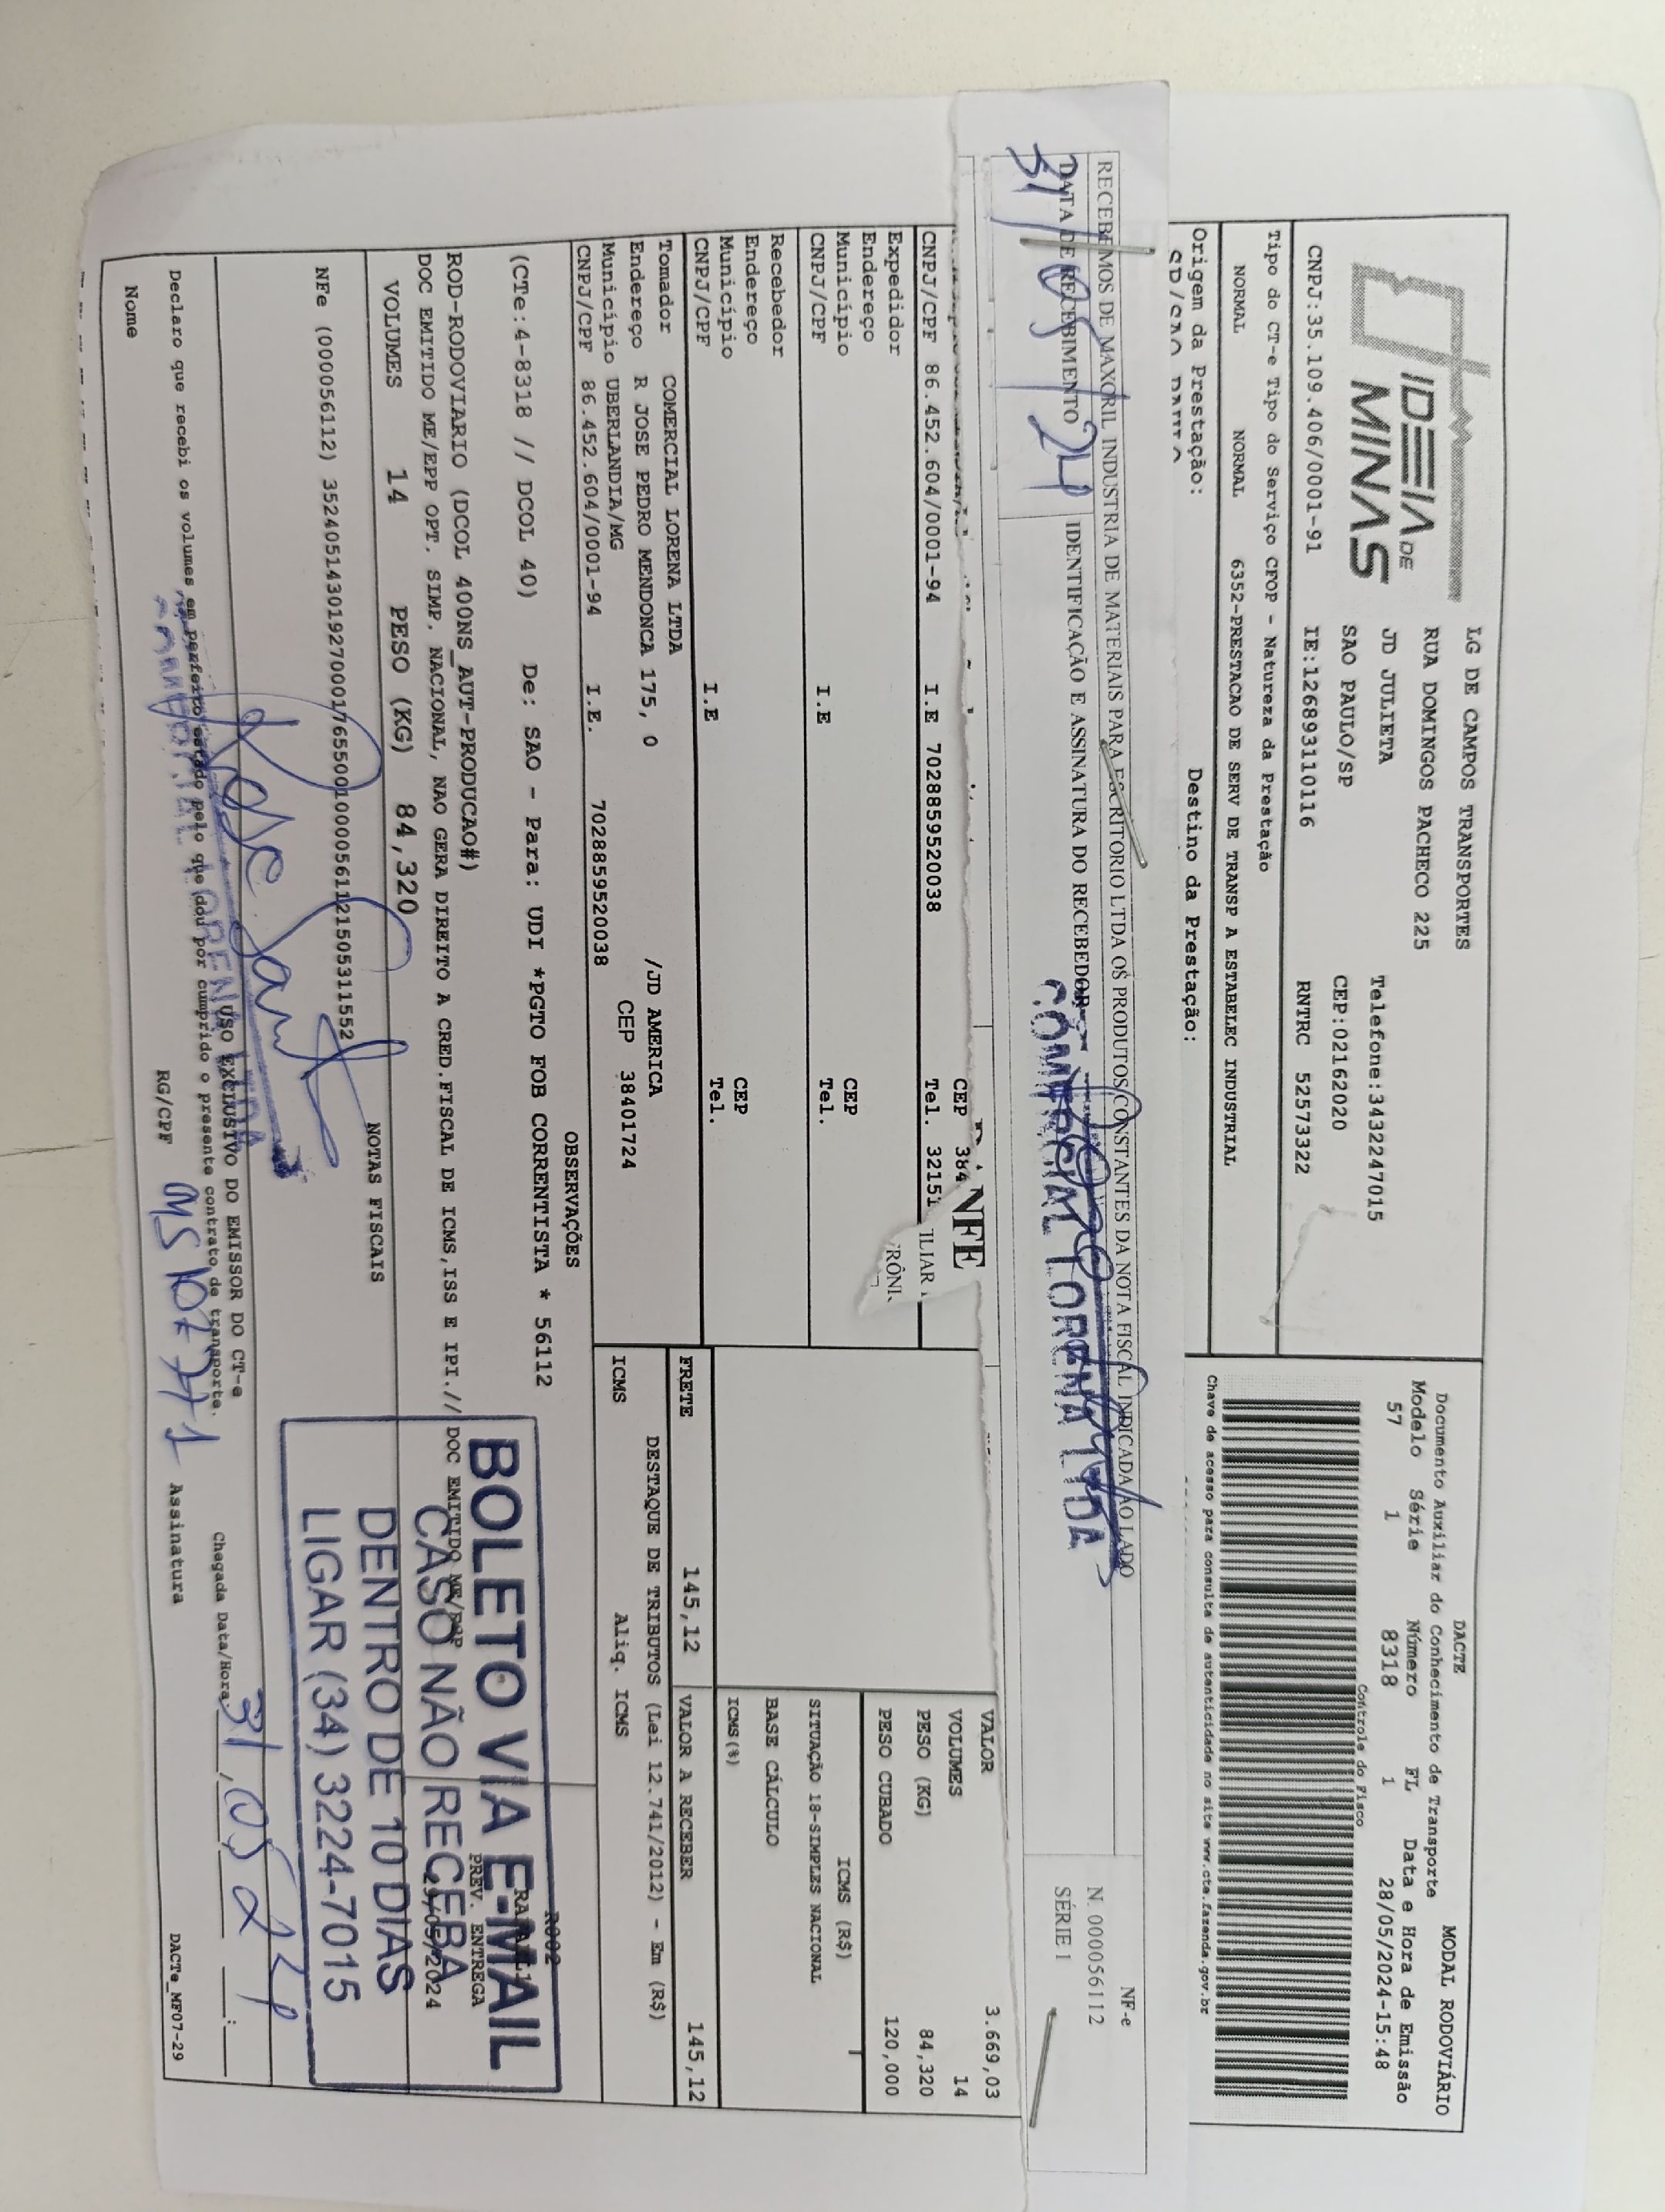 IDEIA DE
MINAS
LG DE CAMPOS TRANSPORTES
RUA DOMINGOS PACHECO 225
JD JULIETA Telefone:3432247015
SAO PAULO/SP CEP:02162020
CNPJ:35.109.406/0001-91 IE:126893110116 RNTRC 52573322
DACTE MODAL RODOVIÁRIO
Documento Auxiliar do Conhecimento de Transporte
Modelo Série Número FL Data e Hora de Emissão
57 1 8318 1 28/05/2024-15:48
Controle do Fisco
Chave de acesso para consulta de autenticidade no site www.cte.fazenda.gov.br
Tipo do CT-e Tipo do Serviço CFOP - Natureza da Prestação
NORMAL NORMAL 6352-PRESTACAO DE SERV DE TRANSP A ESTABELEC INDUSTRIAL
Origem da Prestação: Destino da Prestação:
RECEBEMOS DE MAXORIL INDUSTRIA DE MATERIAIS PARA ESCRITORIO LTDA OS PRODUTOS CONSTANTES DA NOTA FISCAL INDICADA AO LADO
DATA DE RECEBIMENTO IDENTIFICAÇÃO E ASSINATURA DO RECEBEDOR
31/05/24
COMERCIAL LORENA LTDA
NF-e
N. 000056112
SÉRIE 1
NFE
CEP 384
CNPJ/CPF 86.452.604/0001-94 I.E 7028859520038 Tel. 3215
Expedidor
Endereço
Município CEP
CNPJ/CPF I.E Tel.
Recebedor
Endereço
Município CEP
CNPJ/CPF I.E Tel.
Tomador COMERCIAL LORENA LTDA
Endereço R JOSE PEDRO MENDONCA 175, 0 /JD AMERICA
Município UBERLANDIA/MG CEP 38401724
CNPJ/CPF 86.452.604/0001-94 I.E. 7028859520038
VALOR 3.669,03
VOLUMES 14
PESO (KG) 84,320
PESO CUBADO 120,000
ICMS (R$)
SITUAÇÃO 18-SIMPLES NACIONAL
BASE CÁLCULO
ICMS(%)
FRETE 145,12 VALOR A RECEBER 145,12
DESTAQUE DE TRIBUTOS (Lei 12.741/2012) - Em (R$)
ICMS Aliq. ICMS
OBSERVAÇÕES
(CTe:4-8318 // DCOL 40) De: SAO - Para: UDI *PGTO FOB CORRENTISTA * 56112
ROD-RODOVIARIO (DCOL 400NS_AUT-PRODUCAO#)
DOC EMITIDO ME/EPP OPT. SIMP. NACIONAL, NAO GERA DIREITO A CRED.FISCAL DE ICMS,ISS E IPI.// DOC EMITIDO ME/EPP
R002
PREV. ENTREGA
29/05/2024
BOLETO VIA E-MAIL
CASO NÃO RECEBA
DENTRO DE 10 DIAS
LIGAR (34) 3224-7015
VOLUMES 14 PESO (KG) 84,320
NOTAS FISCAIS
NFe (000056112) 35240514301927000176550010000561121505311552
USO EXCLUSIVO DO EMISSOR DO CT-e
Declaro que recebi os volumes em perfeito estado pelo que dou por cumprido o presente contrato de transporte.
Chegada Data/Hora 31/05/24
Nome RG/CPF Assinatura
DACTe_MF07-29